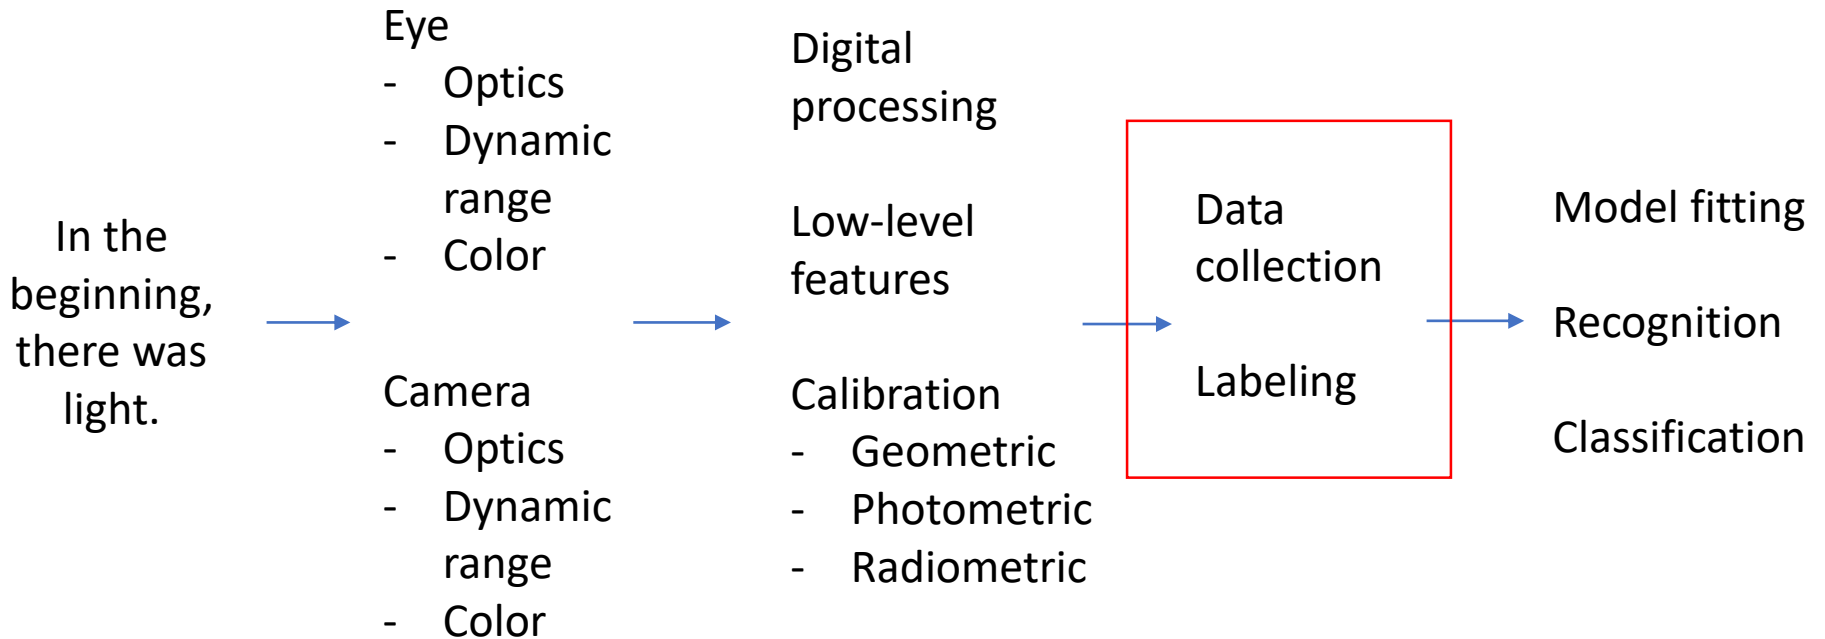 In the
beginning,
there was
light.
Eye
- Optics
- Dynamic
range
- Color
Camera
- Optics
- Dynamic
range
- Color
Digital
processing
Low-level
features
Calibration
- Geometric
- Photometric
- Radiometric
Data
collection
Labeling
Model fitting
Recognition
Classification